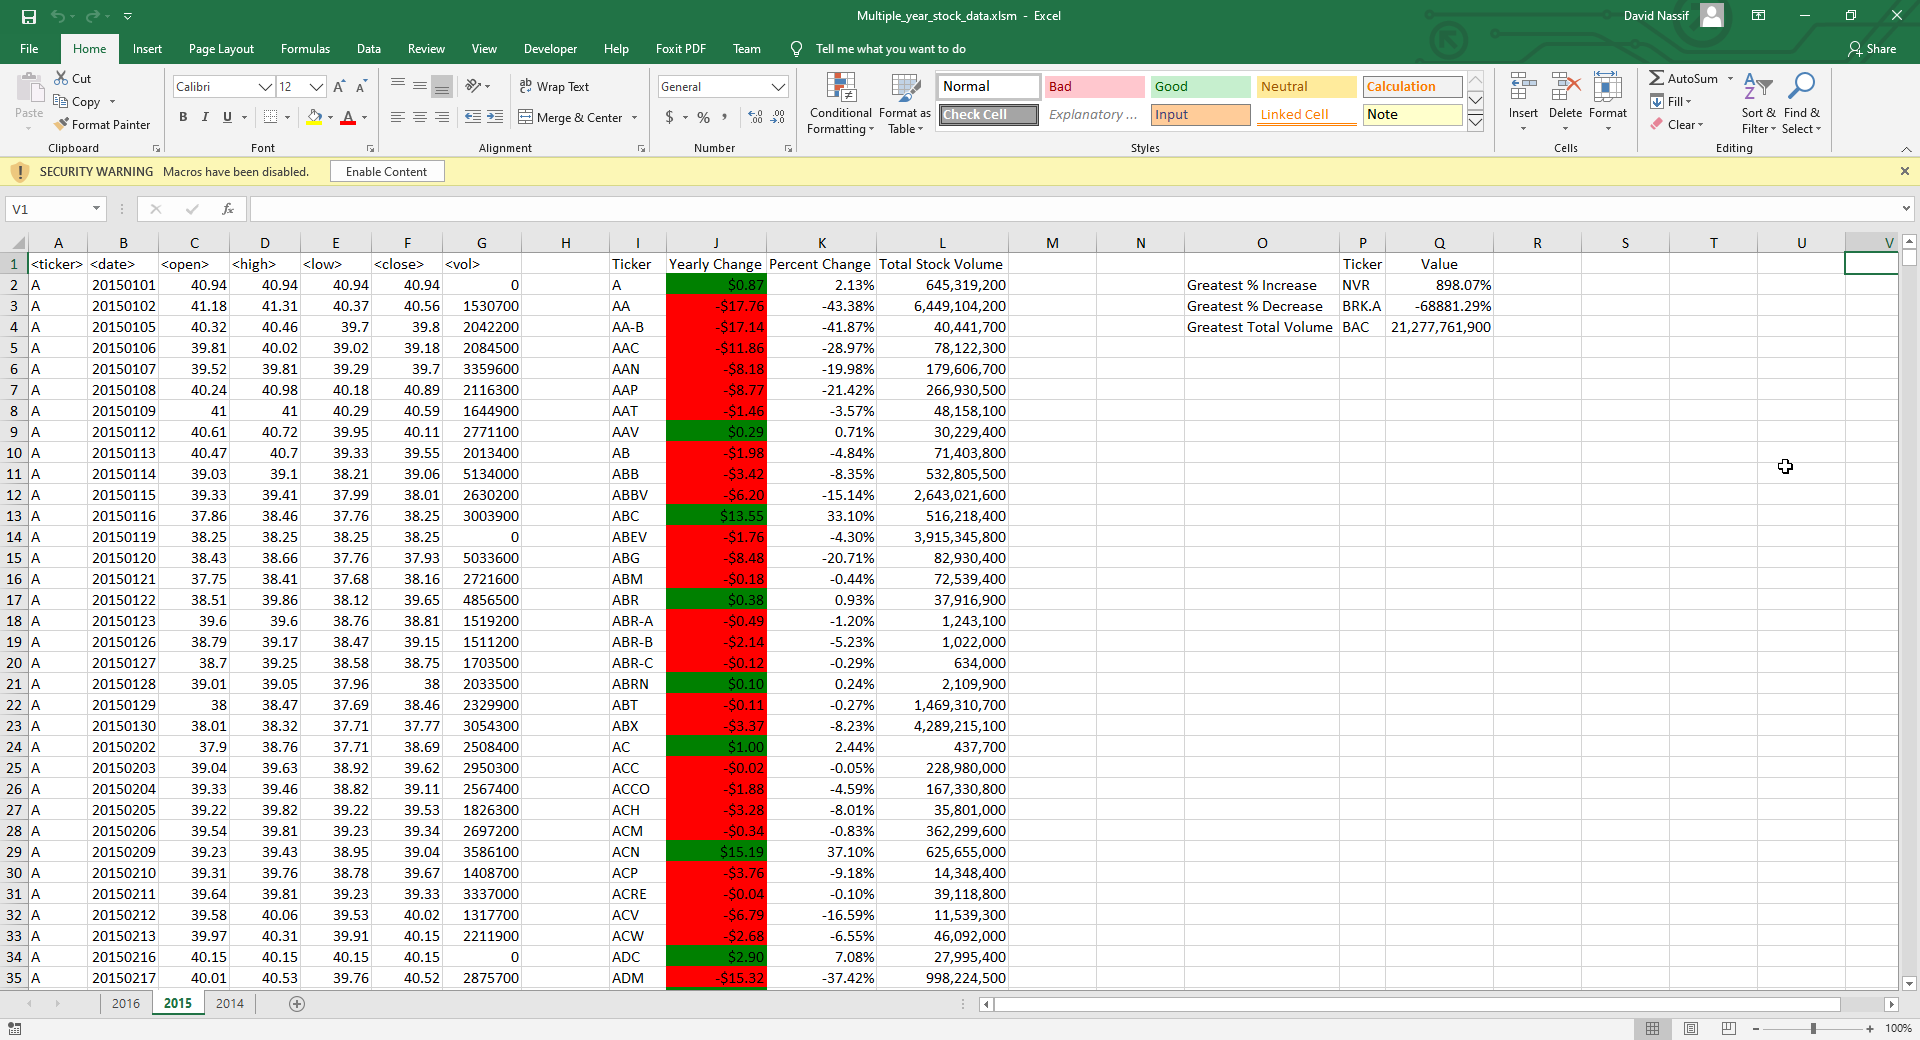 Multiple_year_stock_data.xlsm - Excel
David Nassif
File Home Insert Page Layout Formulas Data Review View Developer Help Foxit PDF Team Tell me what you want to do Share
Paste
Cut
Copy
Format Painter
Clipboard
Calibri 12
B I U
Font
Wrap Text
Merge & Center
Alignment
General
$ % ,
Number
Conditional Formatting
Format as Table
Normal Bad Good Neutral Calculation
Check Cell Explanatory ... Input Linked Cell Note
Styles
Insert Delete Format
Cells
AutoSum
Fill
Clear
Sort & Filter
Find & Select
Editing
SECURITY WARNING Macros have been disabled. Enable Content
V1 fx
A B C D E F G H I J K L M N O P Q R S T U V
1 <ticker> <date> <open> <high> <low> <close> <vol> Ticker Yearly Change Percent Change Total Stock Volume Ticker Value
2 A 20150101 40.94 40.94 40.94 40.94 0 A $0.87 2.13% 645,319,200 Greatest % Increase NVR 898.07%
3 A 20150102 41.18 41.31 40.37 40.56 1530700 AA -$17.76 -43.38% 6,449,104,200 Greatest % Decrease BRK.A -68881.29%
4 A 20150105 40.32 40.46 39.7 39.8 2042200 AA-B -$17.14 -41.87% 40,441,700 Greatest Total Volume BAC 21,277,761,900
5 A 20150106 39.81 40.02 39.02 39.18 2084500 AAC -$11.86 -28.97% 78,122,300
6 A 20150107 39.52 39.81 39.29 39.7 3359600 AAN -$8.18 -19.98% 179,606,700
7 A 20150108 40.24 40.98 40.18 40.89 2116300 AAP -$8.77 -21.42% 266,930,500
8 A 20150109 41 41 40.29 40.59 1644900 AAT -$1.46 -3.57% 48,158,100
9 A 20150112 40.61 40.72 39.95 40.11 2771100 AAV $0.29 0.71% 30,229,400
10 A 20150113 40.47 40.7 39.33 39.55 2013400 AB -$1.98 -4.84% 71,403,800
11 A 20150114 39.03 39.1 38.21 39.06 5134000 ABB -$3.42 -8.35% 532,805,500
12 A 20150115 39.33 39.41 37.99 38.01 2630200 ABBV -$6.20 -15.14% 2,643,021,600
13 A 20150116 37.86 38.46 37.76 38.25 3003900 ABC $13.55 33.10% 516,218,400
14 A 20150119 38.25 38.25 38.25 38.25 0 ABEV -$1.76 -4.30% 3,915,345,800
15 A 20150120 38.43 38.66 37.76 37.93 5033600 ABG -$8.48 -20.71% 82,930,400
16 A 20150121 37.75 38.41 37.68 38.16 2721600 ABM -$0.18 -0.44% 72,539,400
17 A 20150122 38.51 39.86 38.12 39.65 4856500 ABR $0.38 0.93% 37,916,900
18 A 20150123 39.6 39.6 38.76 38.81 1519200 ABR-A -$0.49 -1.20% 1,243,100
19 A 20150126 38.79 39.17 38.47 39.15 1511200 ABR-B -$2.14 -5.23% 1,022,000
20 A 20150127 38.7 39.25 38.58 38.75 1703500 ABR-C -$0.12 -0.29% 634,000
21 A 20150128 39.01 39.05 37.96 38 2033500 ABRN $0.10 0.24% 2,109,900
22 A 20150129 38 38.47 37.69 38.46 2329900 ABT -$0.11 -0.27% 1,469,310,700
23 A 20150130 38.01 38.32 37.71 37.77 3054300 ABX -$3.37 -8.23% 4,289,215,100
24 A 20150202 37.9 38.76 37.71 38.69 2508400 AC $1.00 2.44% 437,700
25 A 20150203 39.04 39.63 38.92 39.62 2950300 ACC -$0.02 -0.05% 228,980,000
26 A 20150204 39.33 39.46 38.82 39.11 2567400 ACCO -$1.88 -4.59% 167,330,800
27 A 20150205 39.22 39.82 39.22 39.53 1826300 ACH -$3.28 -8.01% 35,801,000
28 A 20150206 39.54 39.81 39.23 39.34 2697200 ACM -$0.34 -0.83% 362,299,600
29 A 20150209 39.23 39.43 38.95 39.04 3586100 ACN $15.19 37.10% 625,655,000
30 A 20150210 39.31 39.76 38.78 39.67 1408700 ACP -$3.76 -9.18% 14,348,400
31 A 20150211 39.64 39.81 39.23 39.33 3337000 ACRE -$0.04 -0.10% 39,118,800
32 A 20150212 39.58 40.06 39.53 40.02 1317700 ACV -$6.79 -16.59% 11,539,300
33 A 20150213 39.97 40.31 39.91 40.15 2211900 ACW -$2.68 -6.55% 46,092,000
34 A 20150216 40.15 40.15 40.15 40.15 0 ADC $2.90 7.08% 27,995,400
35 A 20150217 40.01 40.53 39.76 40.52 2875700 ADM -$15.32 -37.42% 998,224,500
2016 2015 2014
100%